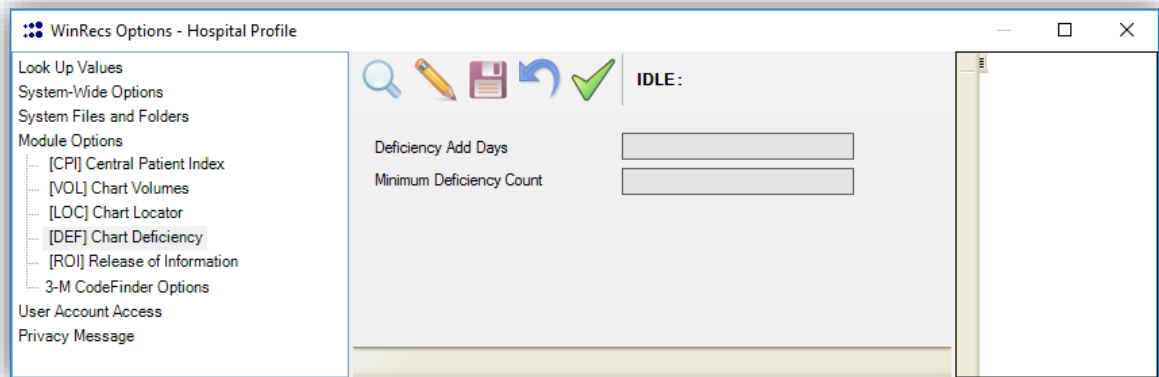 WinRecs Options - Hospital Profile
Look Up Values
System-Wide Options
System Files and Folders
Module Options
[CPI] Central Patient Index
[VOL] Chart Volumes
[LOC] Chart Locator
[DEF] Chart Deficiency
[ROI] Release of Information
3-M CodeFinder Options
User Account Access
Privacy Message
IDLE:
Deficiency Add Days
Minimum Deficiency Count